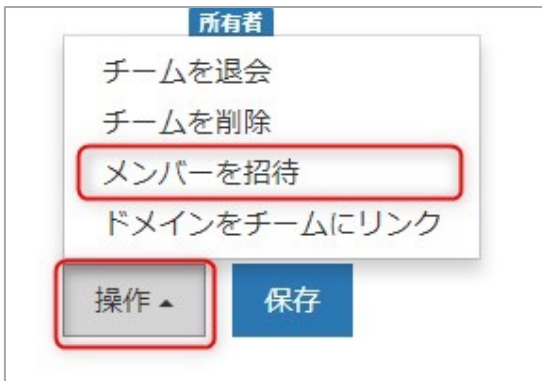 所有者
チームを退会
チームを削除
メンバーを招待
ドメインをチームにリンク
操作▲ 保存